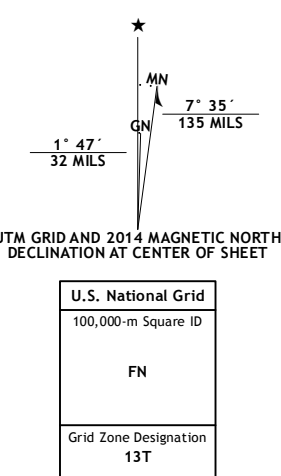 ★
MN
GN
7° 35´
135 MILS
1° 47´
32 MILS
UTM GRID AND 2014 MAGNETIC NORTH
DECLINATION AT CENTER OF SHEET
U.S. National Grid
100,000-m Square ID
FN
Grid Zone Designation
13T